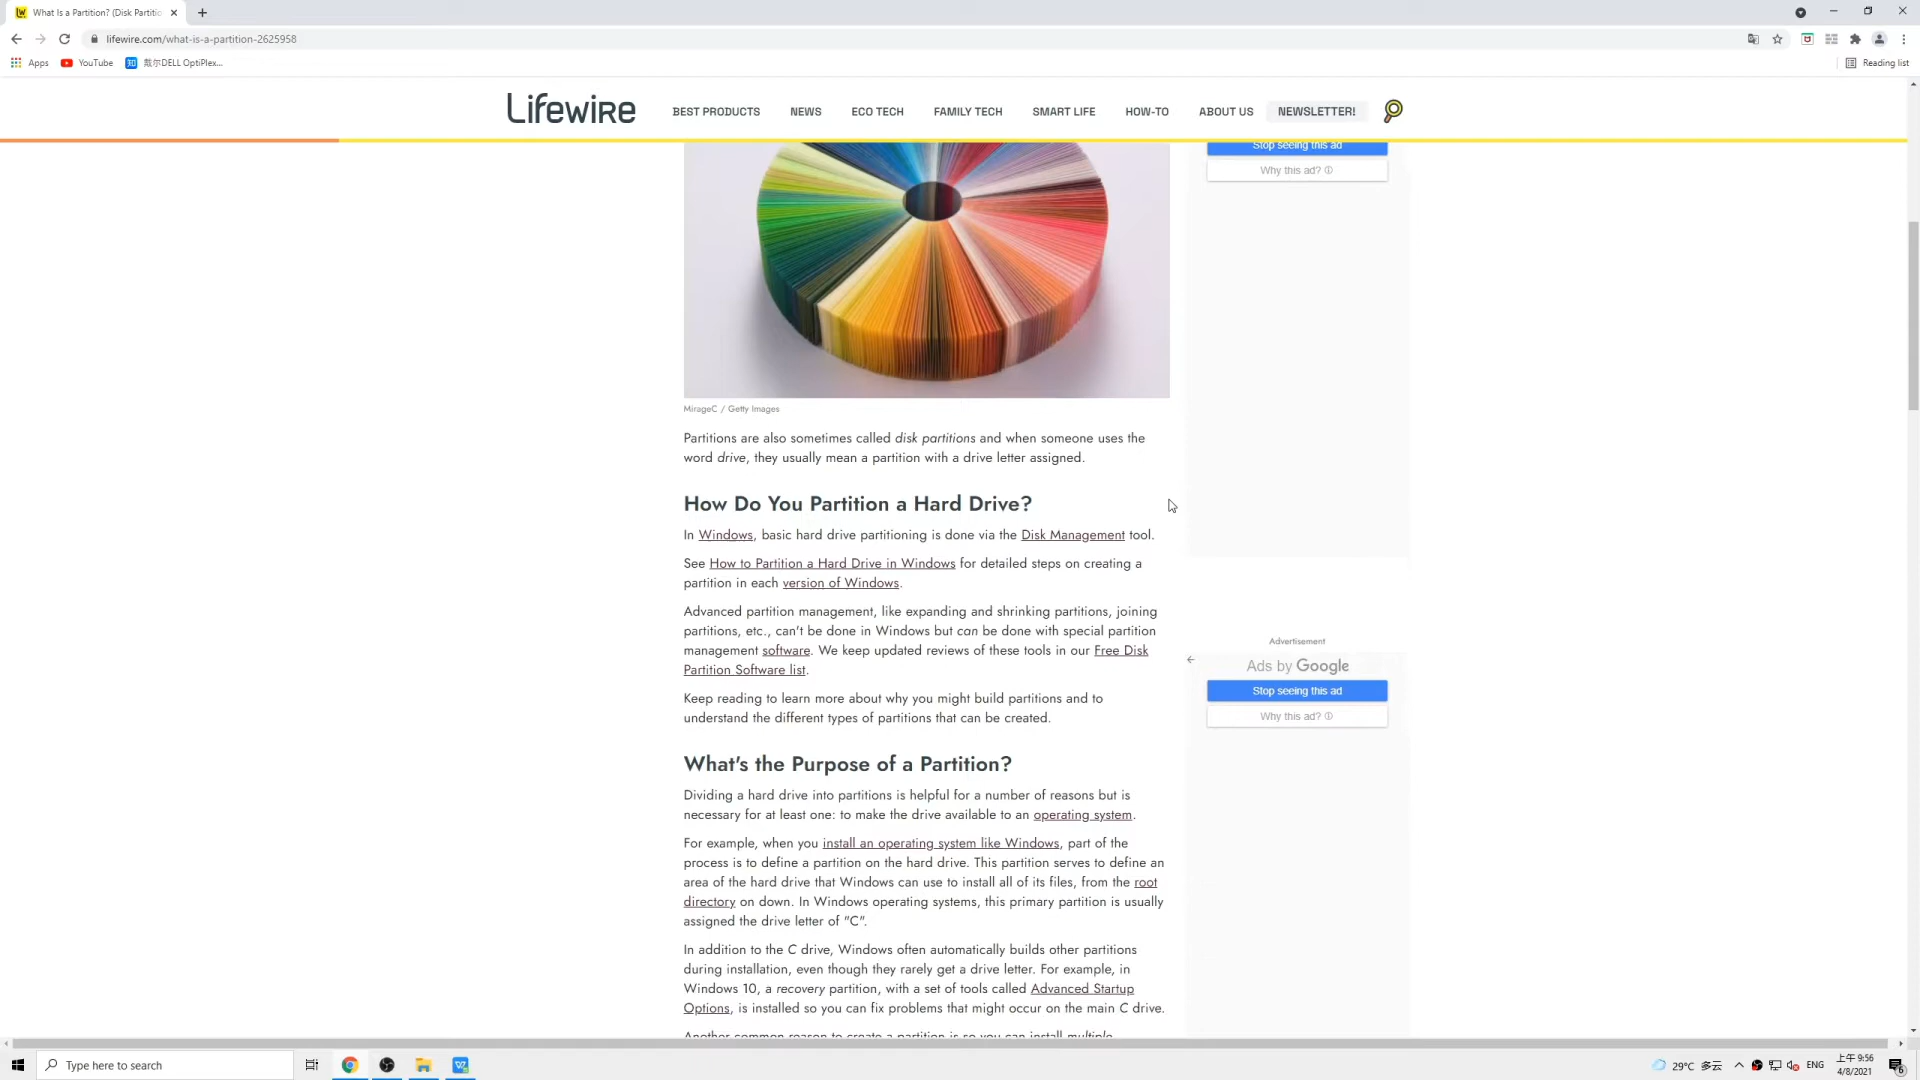 What Is a Partition? (Disk Partitio
lifewire.com/what-is-a-partition-2625958
Apps
YouTube
戴尔DELL OptiPlex...
Reading list
Lifewire
BEST PRODUCTS
NEWS
ECO TECH
FAMILY TECH
SMART LIFE
HOW-TO
ABOUT US
NEWSLETTER!
Stop seeing this ad
Why this ad?
MirageC / Getty Images
Partitions are also sometimes called disk partitions and when someone uses the
word drive, they usually mean a partition with a drive letter assigned.
How Do You Partition a Hard Drive?
In Windows, basic hard drive partitioning is done via the Disk Management tool.
See How to Partition a Hard Drive in Windows for detailed steps on creating a
partition in each version of Windows.
Advanced partition management, like expanding and shrinking partitions, joining
partitions, etc., can't be done in Windows but can be done with special partition
management software. We keep updated reviews of these tools in our Free Disk
Partition Software list.
Keep reading to learn more about why you might build partitions and to
understand the different types of partitions that can be created.
Advertisement
Ads by Google
Stop seeing this ad
Why this ad?
What's the Purpose of a Partition?
Dividing a hard drive into partitions is helpful for a number of reasons but is
necessary for at least one: to make the drive available to an operating system.
For example, when you install an operating system like Windows, part of the
process is to define a partition on the hard drive. This partition serves to define an
area of the hard drive that Windows can use to install all of its files, from the root
directory on down. In Windows operating systems, this primary partition is usually
assigned the drive letter of "C".
In addition to the C drive, Windows often automatically builds other partitions
during installation, even though they rarely get a drive letter. For example, in
Windows 10, a recovery partition, with a set of tools called Advanced Startup
Options, is installed so you can fix problems that might occur on the main C drive.
Another common reason to create a partition is so you can install multiple
Type here to search
29°C 多云
ENG
上午 9:56
4/8/2021
6